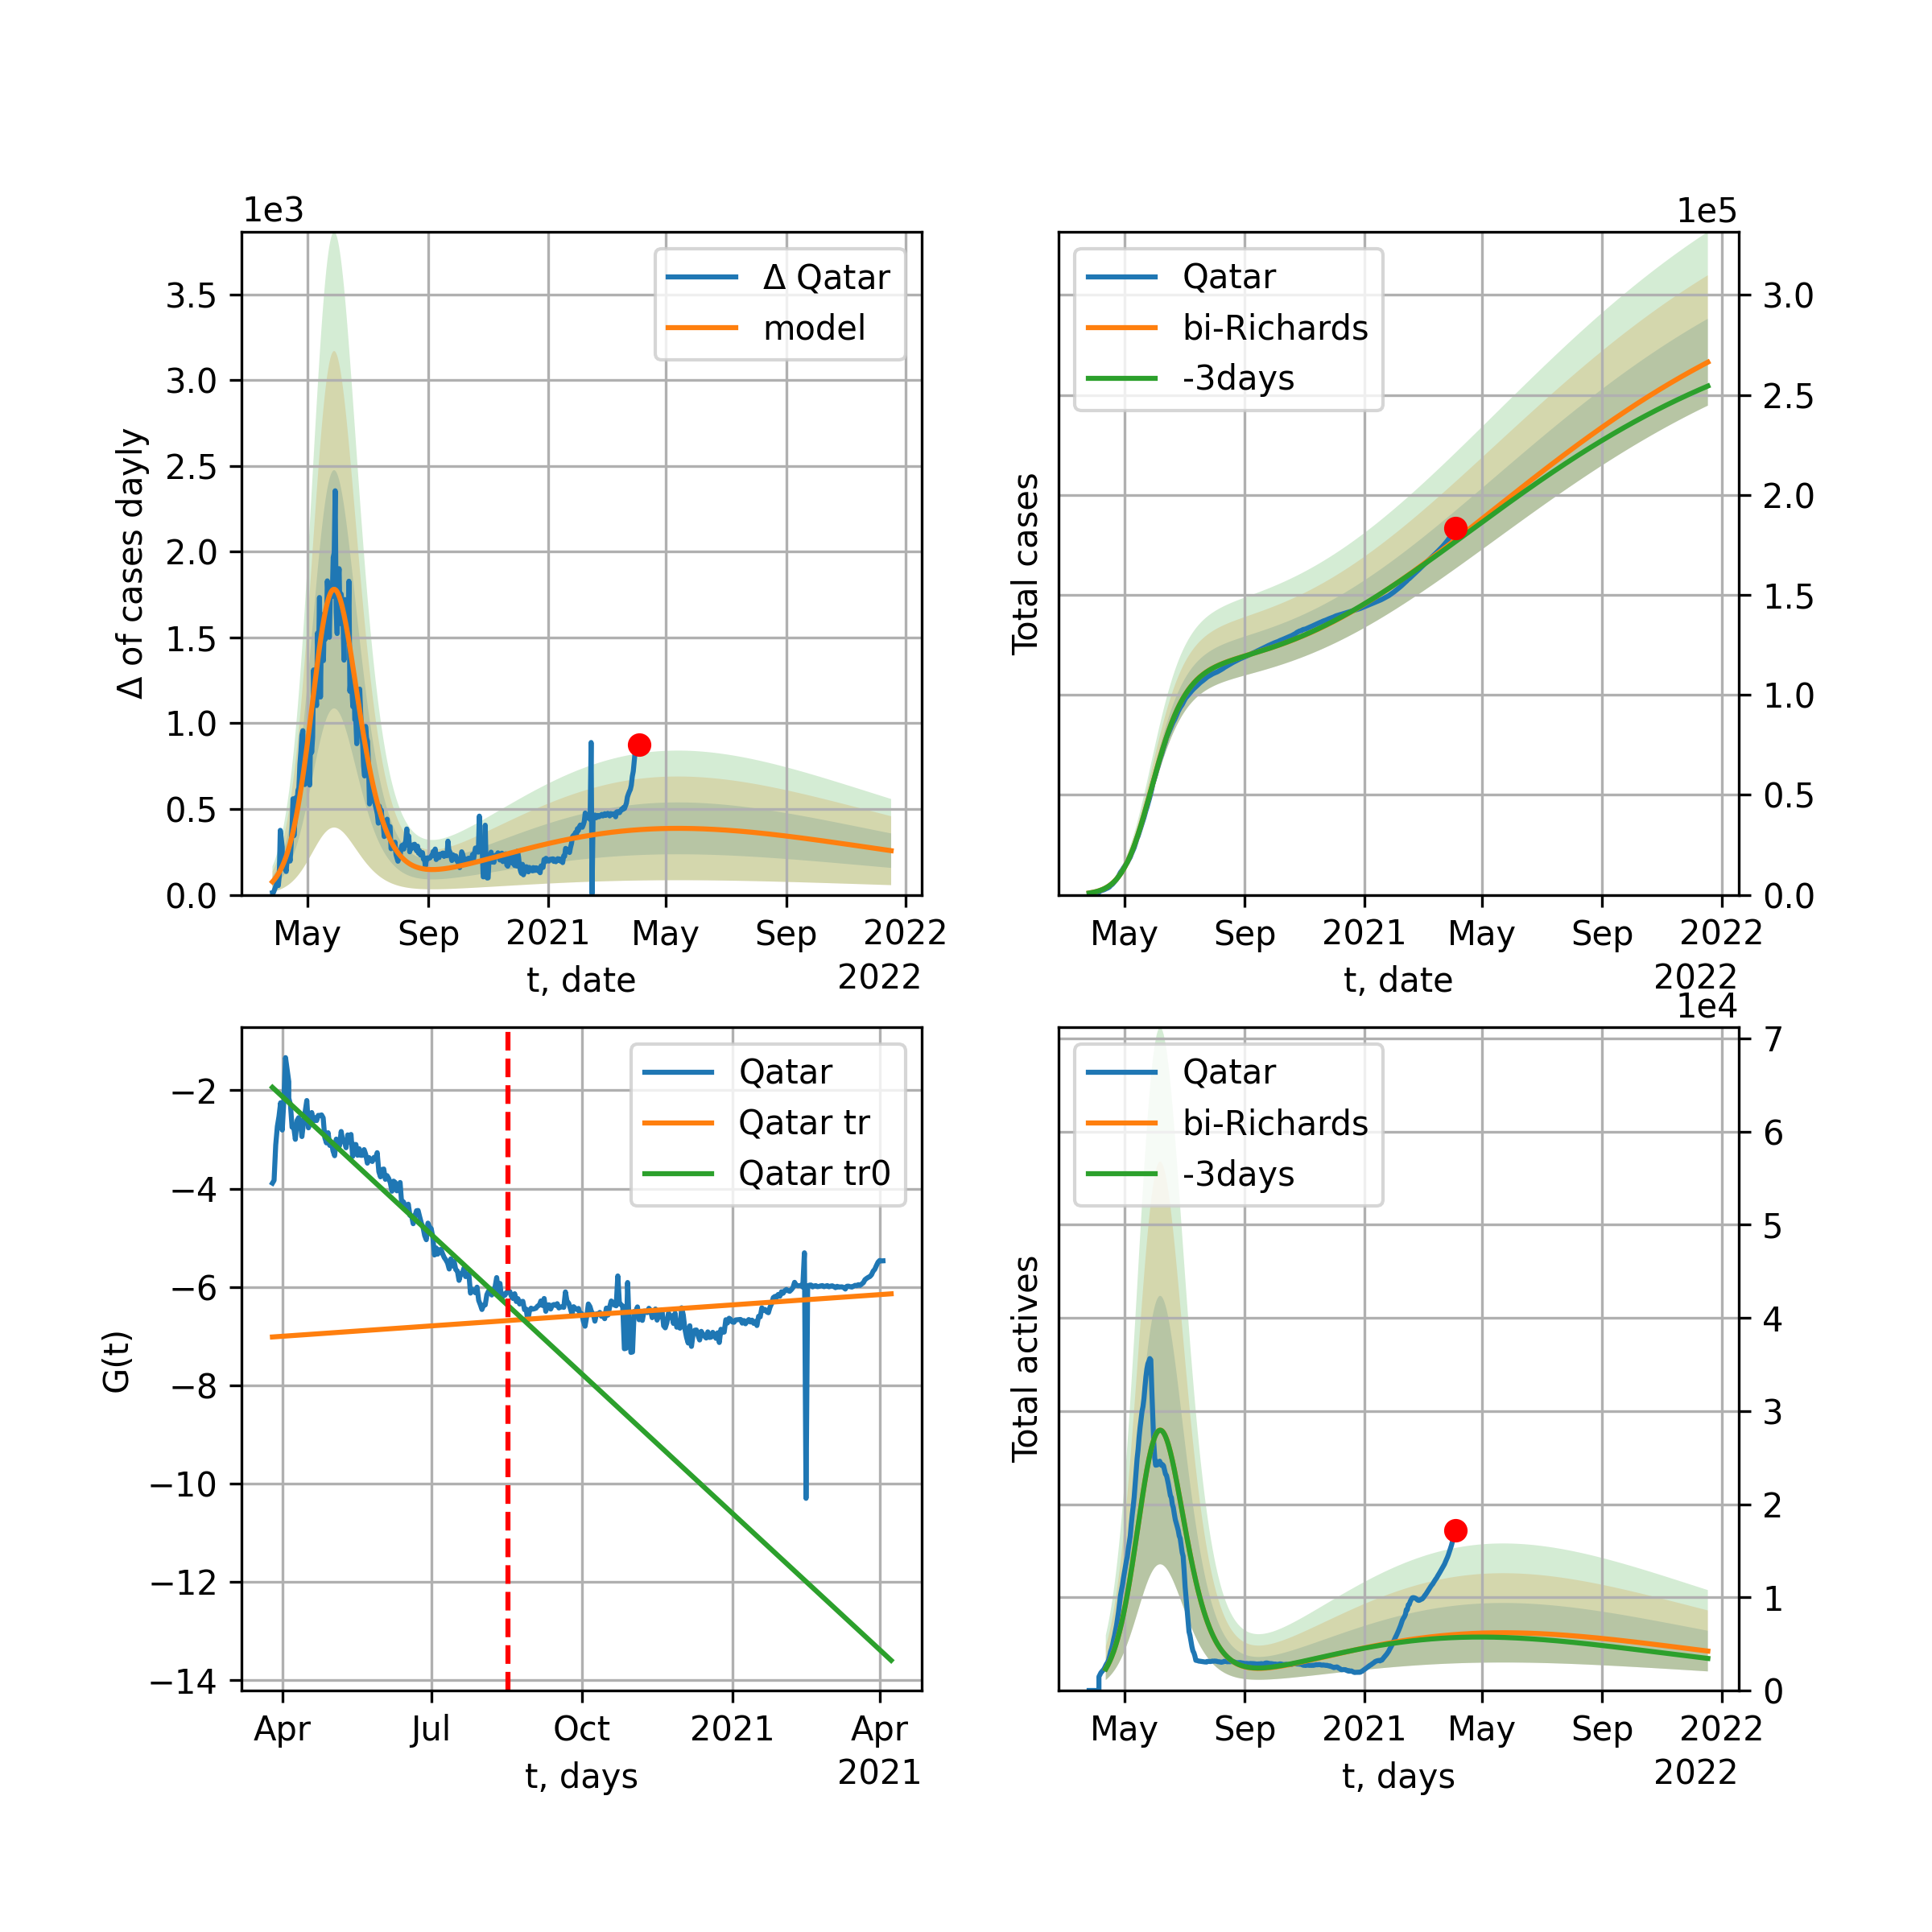 1e3
Δ of cases dayly
3.5
3.0
2.5
2.0
1.5
1.0
0.5
0.0
Δ Qatar
model
May Sep 2021 May Sep 2022
t, date
2022
1e5
Total cases
Qatar
bi-Richards
-3days
3.0
2.5
2.0
1.5
1.0
0.5
0.0
May Sep 2021 May Sep 2022
t, date
2022
G(t)
−2
−4
−6
−8
−10
−12
−14
Qatar
Qatar tr
Qatar tr0
Apr Jul Oct 2021 Apr
t, days
2021
1e4
Total actives
Qatar
bi-Richards
-3days
7
6
5
4
3
2
1
0
May Sep 2021 May Sep 2022
t, days
2022